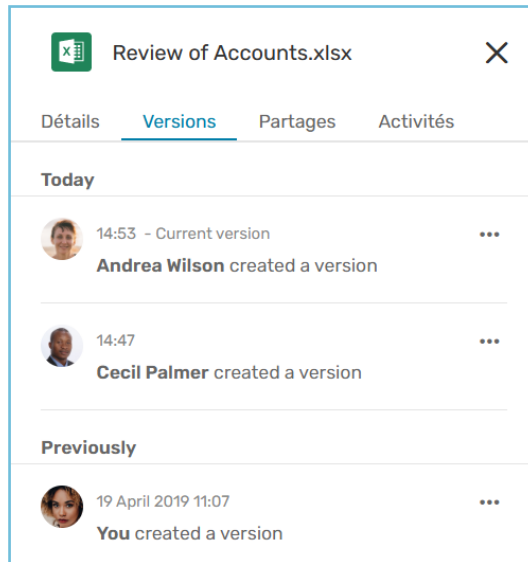 Review of Accounts.xlsx
Détails Versions Partages Activités
Today
14:53 - Current version
Andrea Wilson created a version
14:47
Cecil Palmer created a version
Previously
19 April 2019 11:07
You created a version